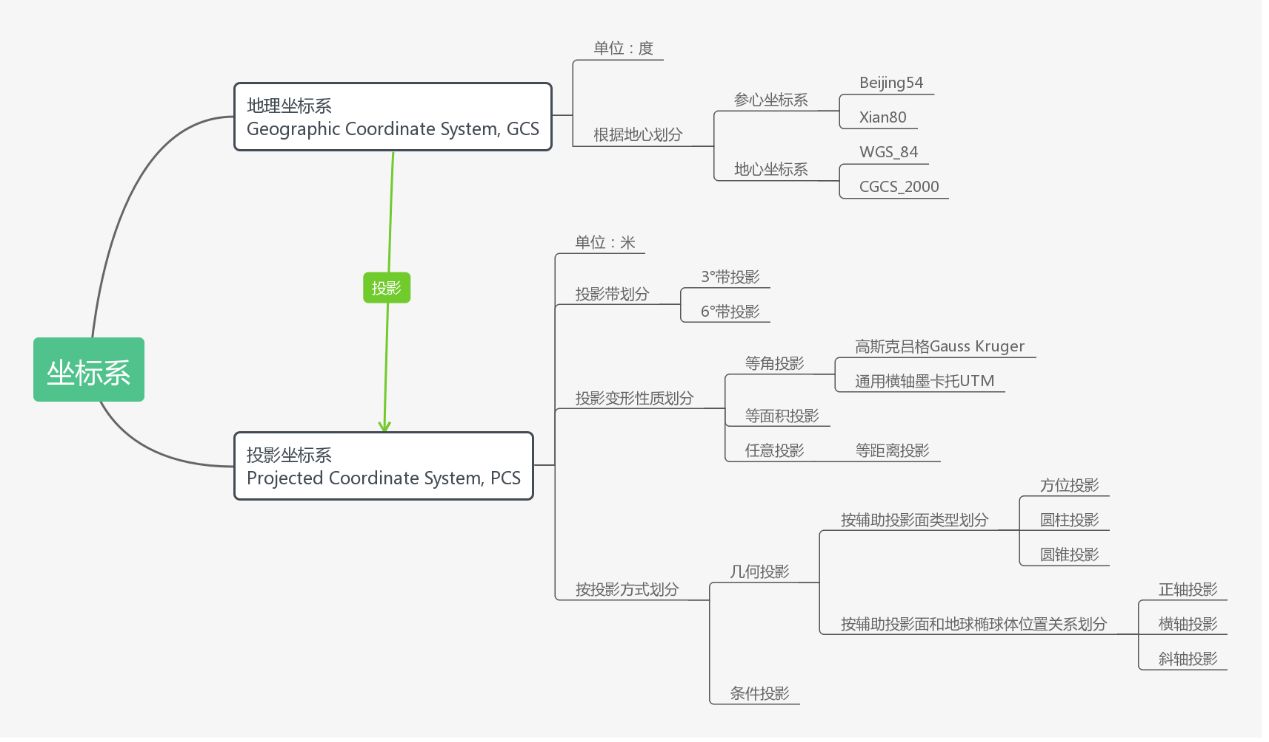 坐标系
地理坐标系
Geographic Coordinate System, GCS
单位：度
根据地心划分
参心坐标系
Beijing54
Xian80
地心坐标系
WGS_84
CGCS_2000
投影
投影坐标系
Projected Coordinate System, PCS
单位：米
投影带划分
3°带投影
6°带投影
投影变形性质划分
等角投影
高斯克吕格Gauss Kruger
通用横轴墨卡托UTM
等面积投影
任意投影
等距离投影
按投影方式划分
几何投影
按辅助投影面类型划分
方位投影
圆柱投影
圆锥投影
按辅助投影面和地球椭球体位置关系划分
正轴投影
横轴投影
斜轴投影
条件投影